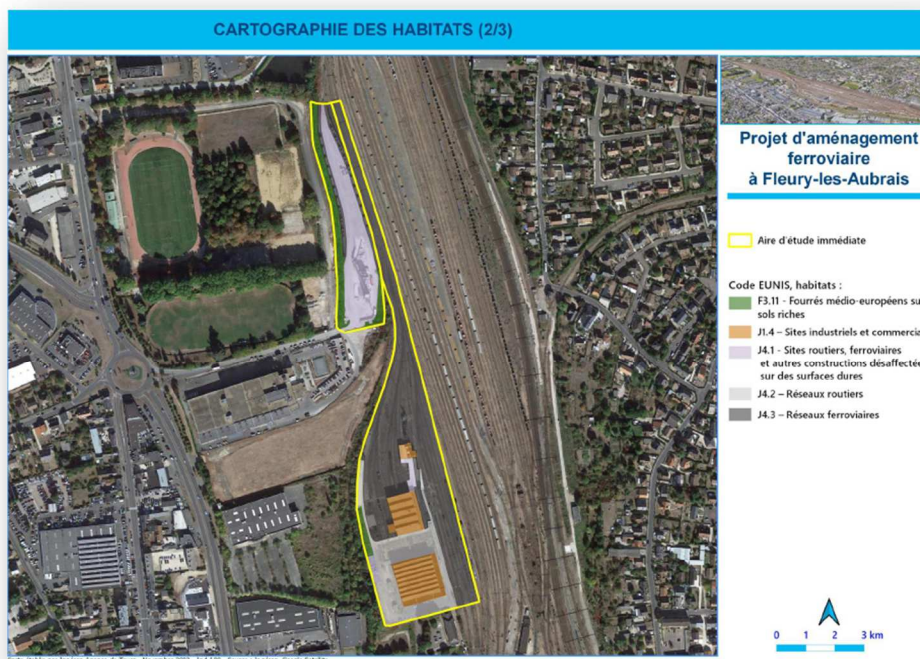 CARTOGRAPHIE DES HABITATS (2/3)
Projet d'aménagement
ferroviaire
à Fleury-les-Aubrais
Aire d'étude immédiate
Code EUNIS, habitats :
F3.11 - Fourrés médio-européens su
sols riches
J1.4 – Sites industriels et commercia
J4.1 - Sites routiers, ferroviaires
et autres constructions désaffectée
sur des surfaces dures
J4.2 – Réseaux routiers
J4.3 – Réseaux ferroviaires
0 1 2 3 km